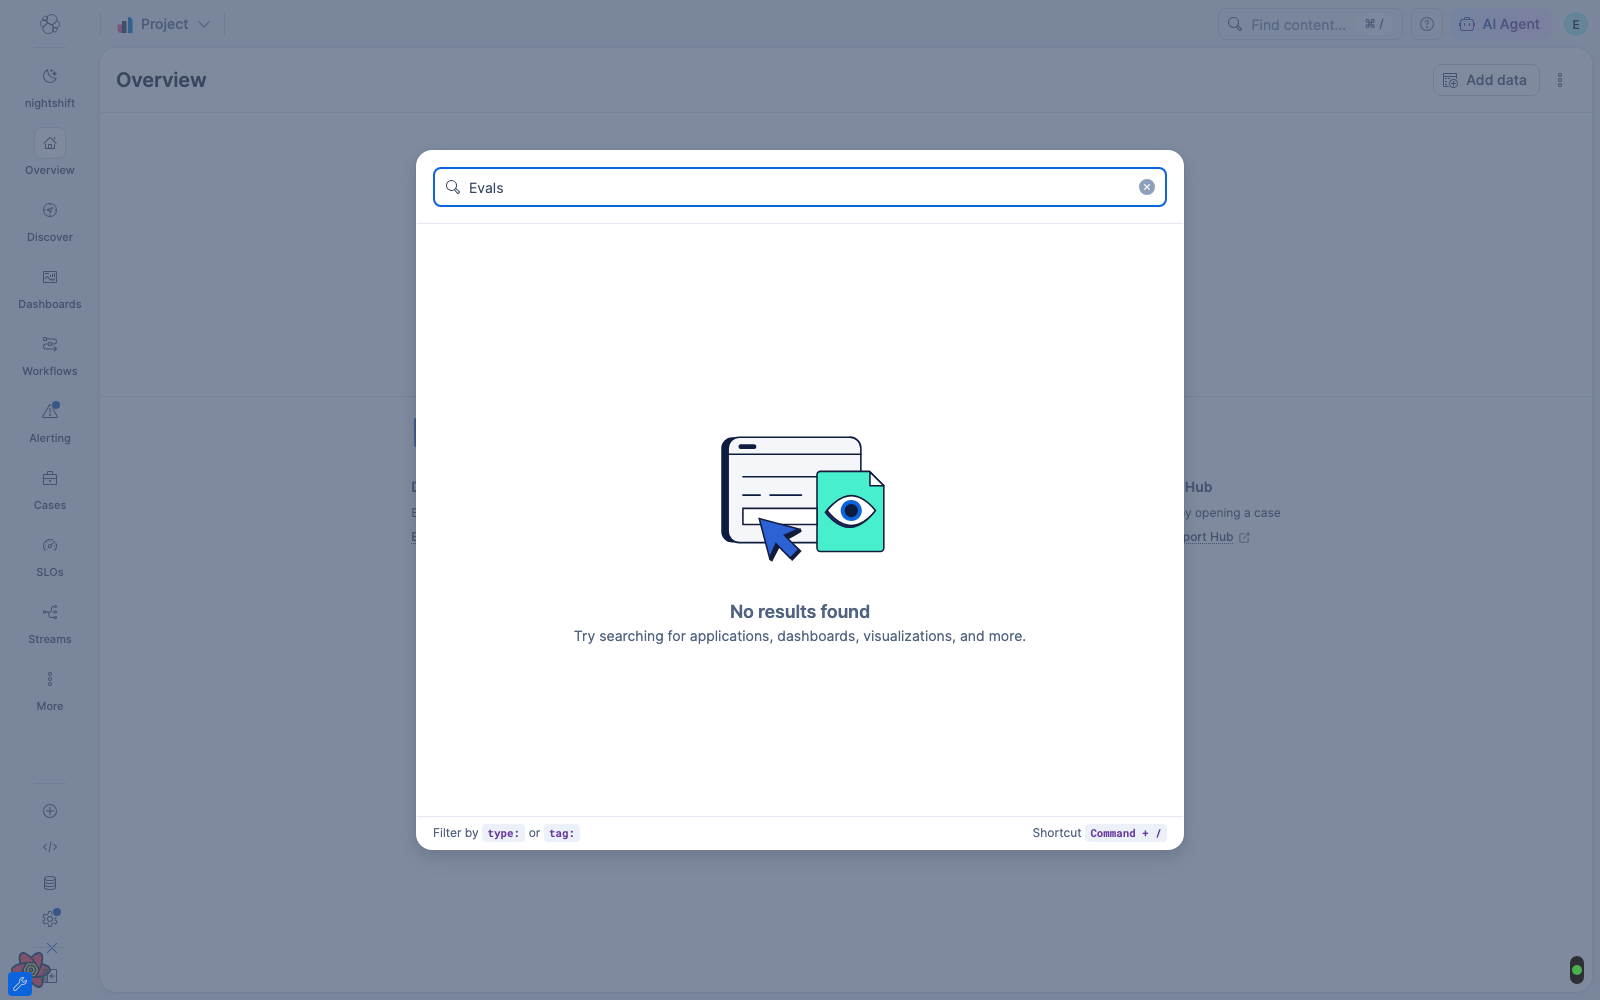 Project
Find content...
⌘ /
AI Agent
E
nightshift
Overview
Discover
Dashboards
Workflows
Alerting
Cases
SLOs
Streams
More
Overview
Add data
Evals
No results found
Try searching for applications, dashboards, visualizations, and more.
Filter by type: or tag:
Shortcut Command + /
Hub
y opening a case
port Hub